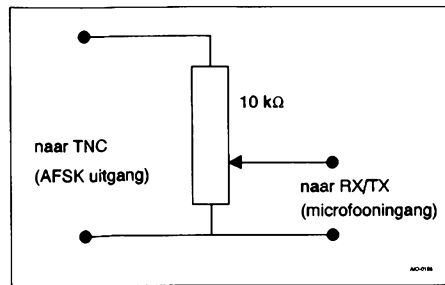 10 kΩ
naar TNC
(AFSK uitgang)
naar RX/TX
(microfooningang)